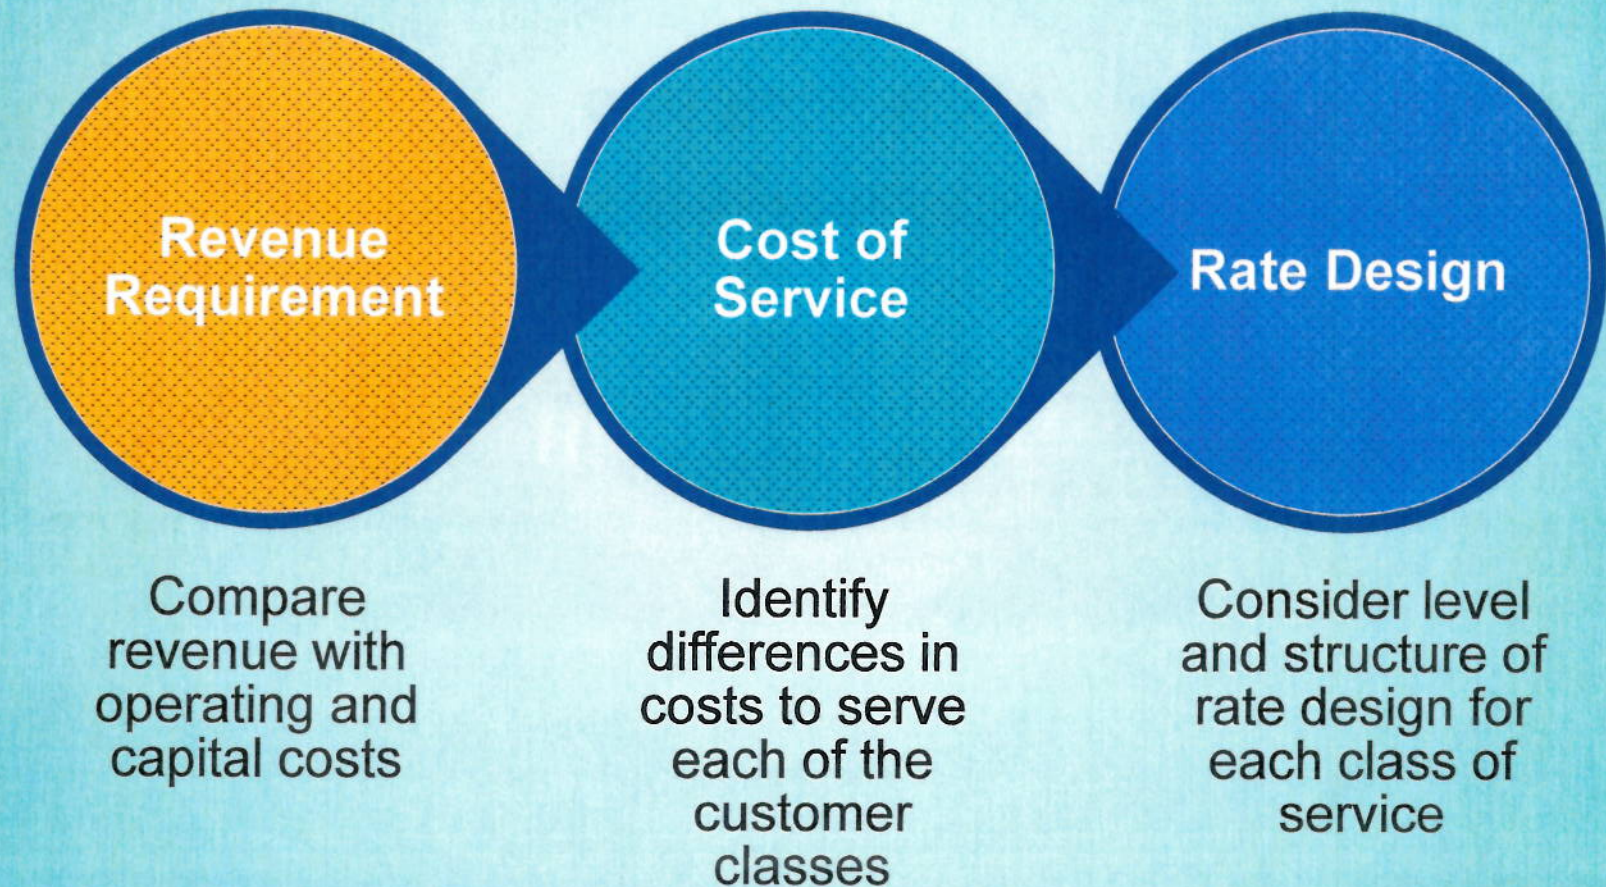 Revenue
Requirement
Compare
revenue with
operating and
capital costs
Cost of
Service
Identify
differences in
costs to serve
each of the
customer
classes
Rate Design
Consider level
and structure of
rate design for
each class of
service